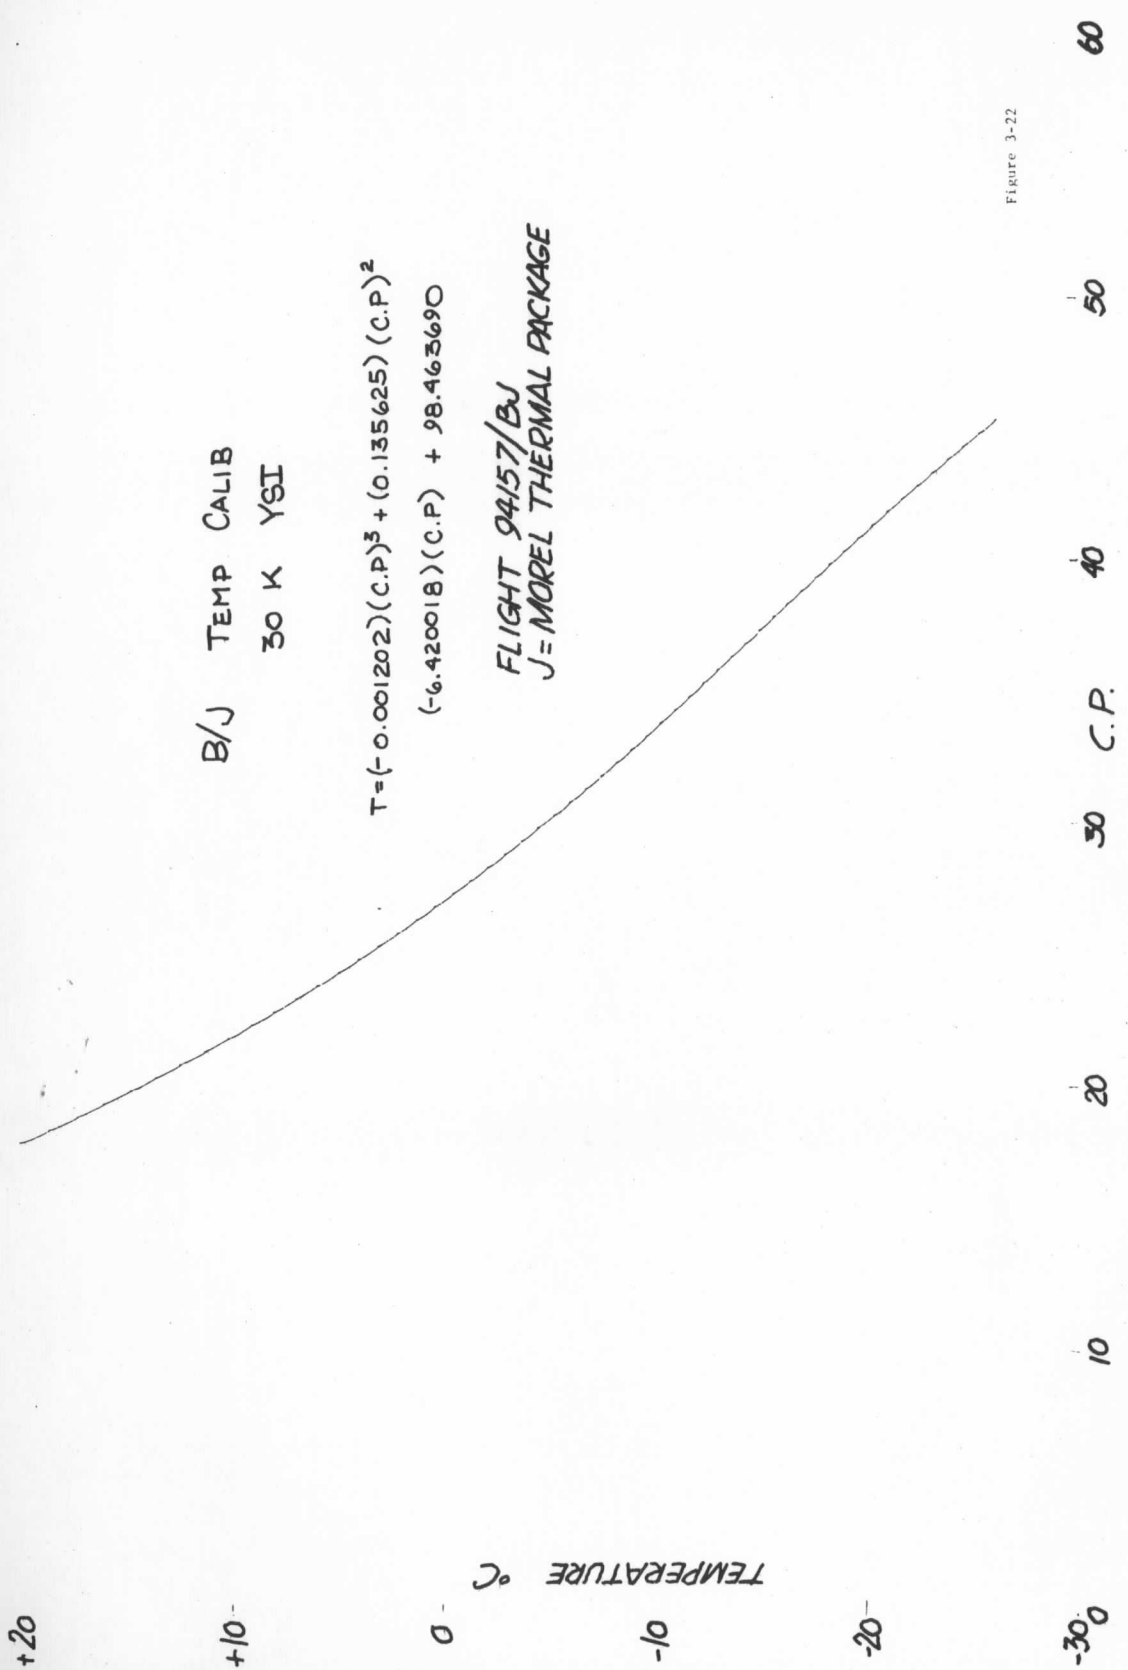 B/J TEMP CALIB
30 K YSI
T=(-0.001202)(C.P)³+(0.135625)(C.P)²
(-6.420018)(C.P) + 98.463690
FLIGHT 94157/BJ
J=MOREL THERMAL PACKAGE
+20
+10
0
-10
-20
-30
TEMPERATURE °C
0
10
20
30
40
50
60
C.P.
Figure 3-22